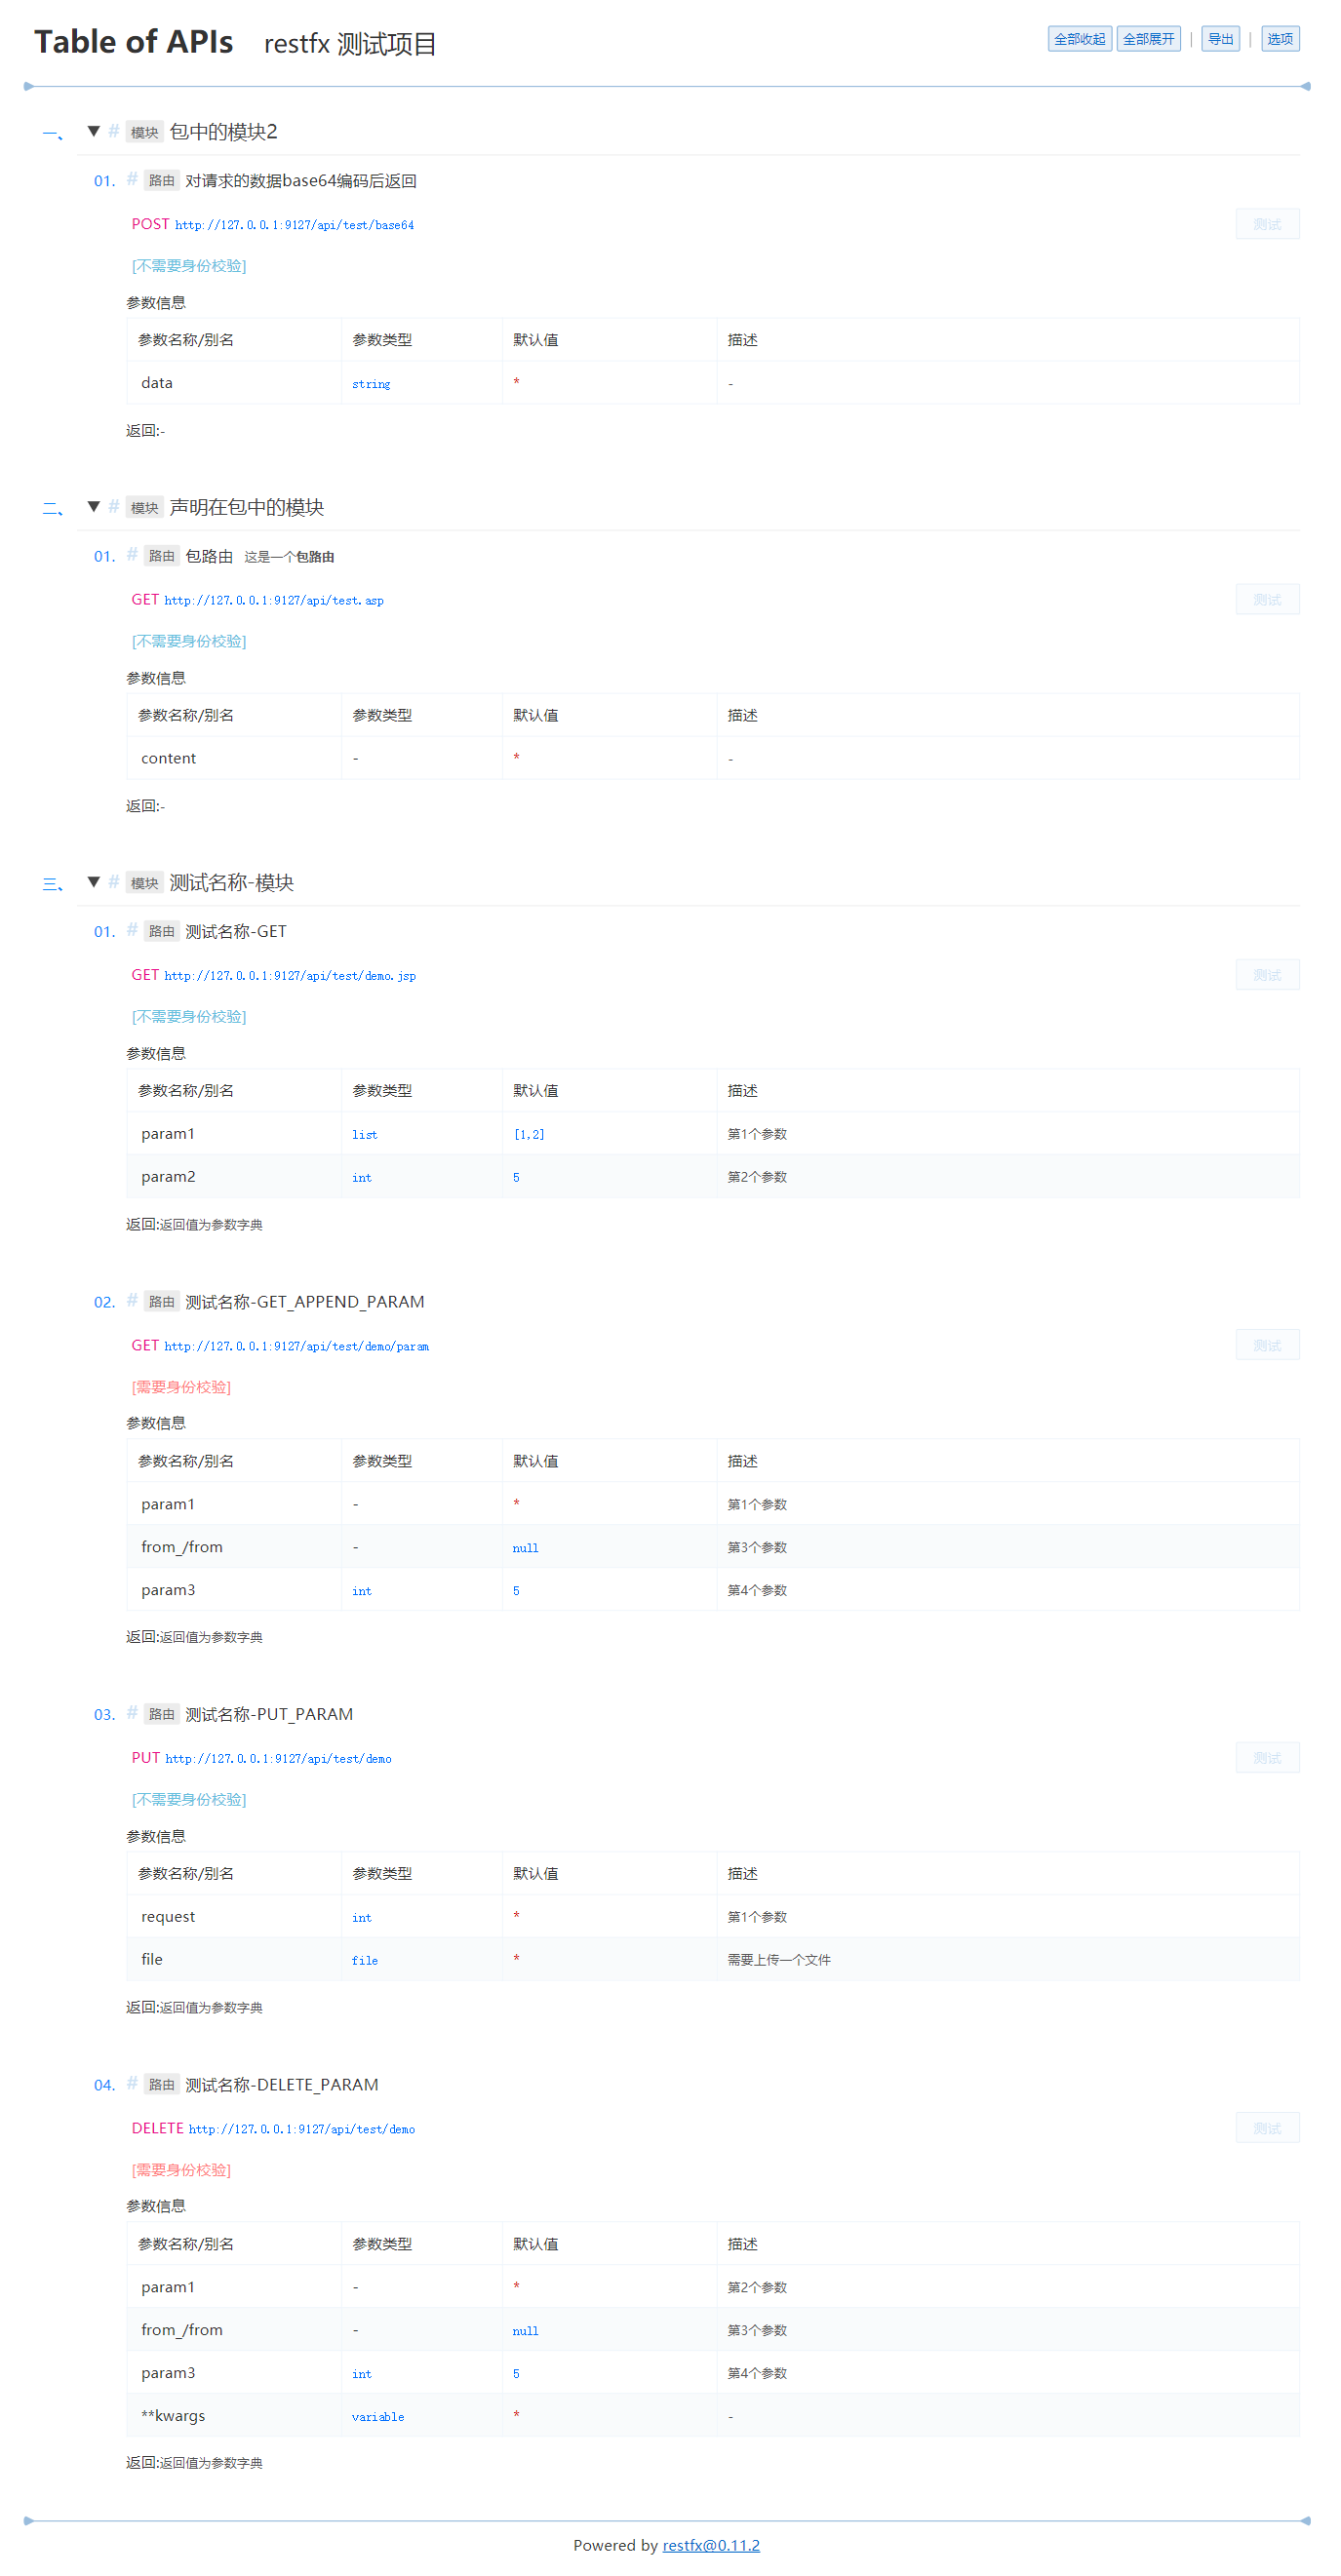 Table of APIs restfx 测试项目 全部收起 全部展开 | 导出 | 选项
一、 ▼ # 模块 包中的模块2
01. # 路由 对请求的数据base64编码后返回
POST http://127.0.0.1:9127/api/test/base64 测试
[不需要身份校验]
参数信息
参数名称/别名 参数类型 默认值 描述
data string * -
返回:-
二、 ▼ # 模块 声明在包中的模块
01. # 路由 包路由 这是一个包路由
GET http://127.0.0.1:9127/api/test.asp 测试
[不需要身份校验]
参数信息
参数名称/别名 参数类型 默认值 描述
content - * -
返回:-
三、 ▼ # 模块 测试名称-模块
01. # 路由 测试名称-GET
GET http://127.0.0.1:9127/api/test/demo.jsp 测试
[不需要身份校验]
参数信息
参数名称/别名 参数类型 默认值 描述
param1 list [1,2] 第1个参数
param2 int 5 第2个参数
返回:返回值为参数字典
02. # 路由 测试名称-GET_APPEND_PARAM
GET http://127.0.0.1:9127/api/test/demo/param 测试
[需要身份校验]
参数信息
参数名称/别名 参数类型 默认值 描述
param1 - * 第1个参数
from_/from - null 第3个参数
param3 int 5 第4个参数
返回:返回值为参数字典
03. # 路由 测试名称-PUT_PARAM
PUT http://127.0.0.1:9127/api/test/demo 测试
[不需要身份校验]
参数信息
参数名称/别名 参数类型 默认值 描述
request int * 第1个参数
file file * 需要上传一个文件
返回:返回值为参数字典
04. # 路由 测试名称-DELETE_PARAM
DELETE http://127.0.0.1:9127/api/test/demo 测试
[需要身份校验]
参数信息
参数名称/别名 参数类型 默认值 描述
param1 - * 第2个参数
from_/from - null 第3个参数
param3 int 5 第4个参数
**kwargs variable * -
返回:返回值为参数字典
Powered by restfx@0.11.2